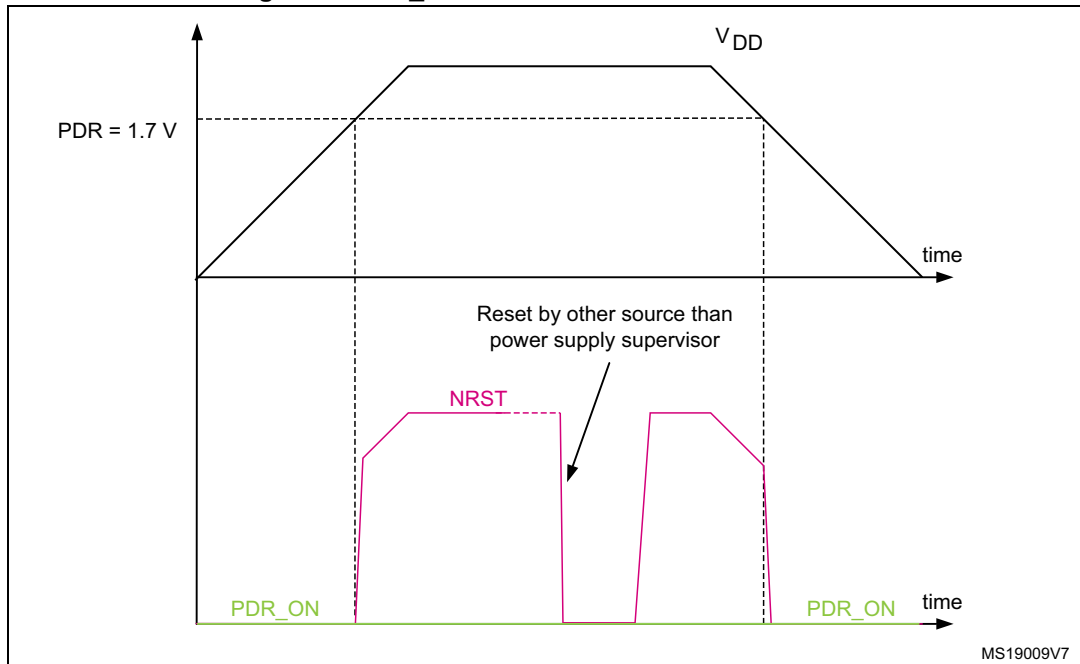 V DD
PDR = 1.7 V
time
Reset by other source than
power supply supervisor
NRST
PDR_ON
PDR_ON
time
MS19009V7